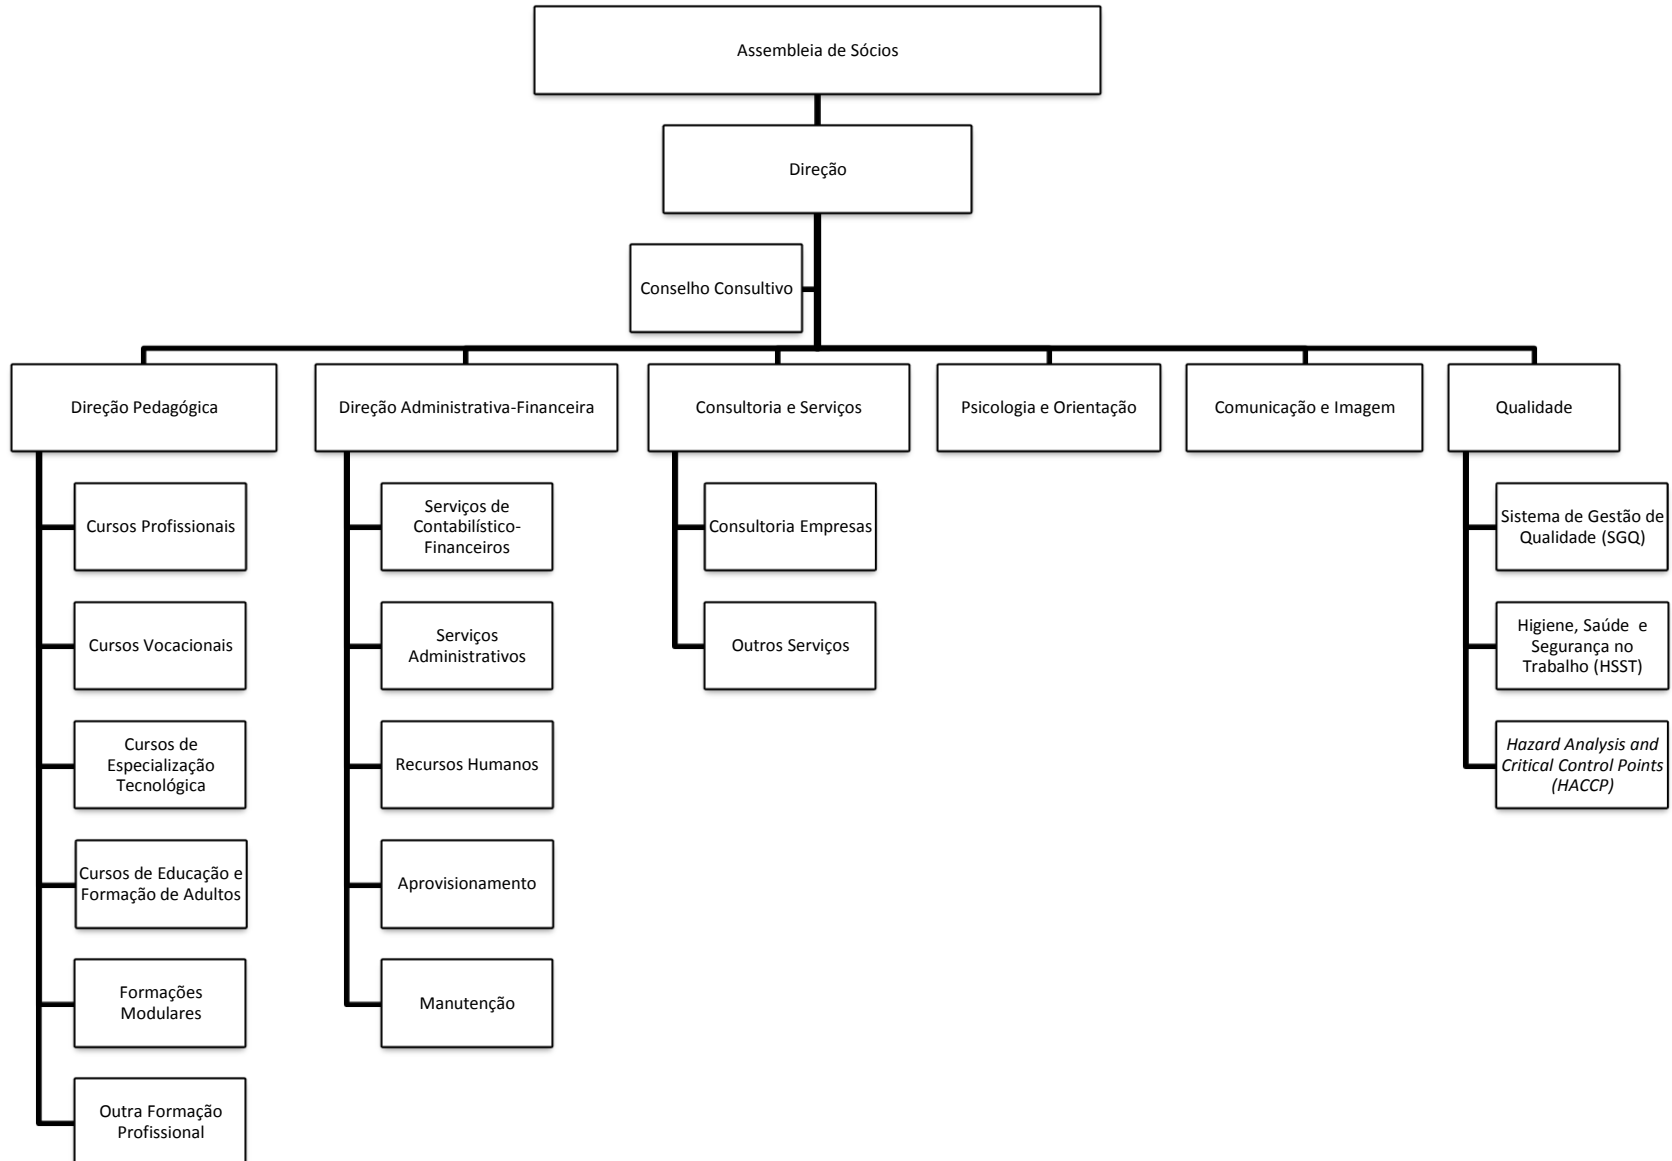 Assembleia de Sócios
Direção
Conselho Consultivo
Direção Pedagógica
Direção Administrativa-Financeira
Consultoria e Serviços
Psicologia e Orientação
Comunicação e Imagem
Qualidade
Cursos Profissionais
Cursos Vocacionais
Cursos de
Especialização
Tecnológica
Cursos de Educação e
Formação de Adultos
Formações
Modulares
Outra Formação
Profissional
Serviços de
Contabilístico-
Financeiros
Serviços
Administrativos
Recursos Humanos
Aprovisionamento
Manutenção
Consultoria Empresas
Outros Serviços
Sistema de Gestão de
Qualidade (SGQ)
Higiene, Saúde e
Segurança no
Trabalho (HSST)
Hazard Analysis and
Critical Control Points
(HACCP)